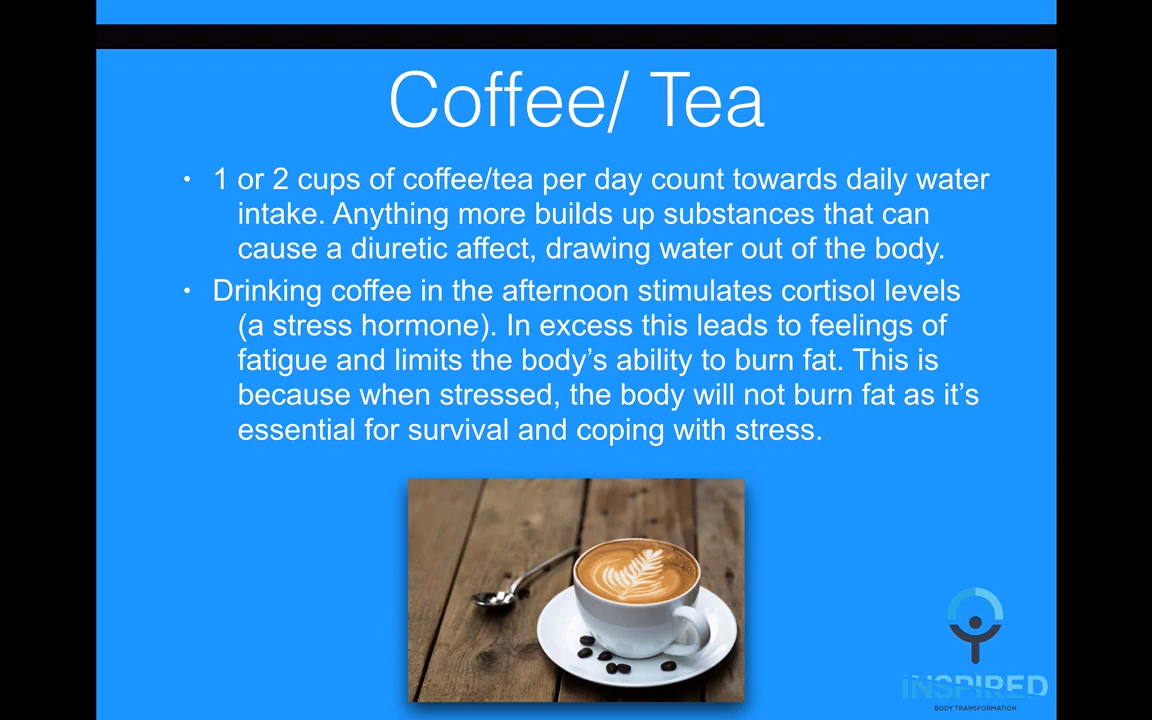 Coffee/ Tea
• 1 or 2 cups of coffee/tea per day count towards daily water
intake. Anything more builds up substances that can
cause a diuretic affect, drawing water out of the body.
• Drinking coffee in the afternoon stimulates cortisol levels
(a stress hormone). In excess this leads to feelings of
fatigue and limits the body’s ability to burn fat. This is
because when stressed, the body will not burn fat as it’s
essential for survival and coping with stress.
INSPIRED
BODY TRANSFORMATION